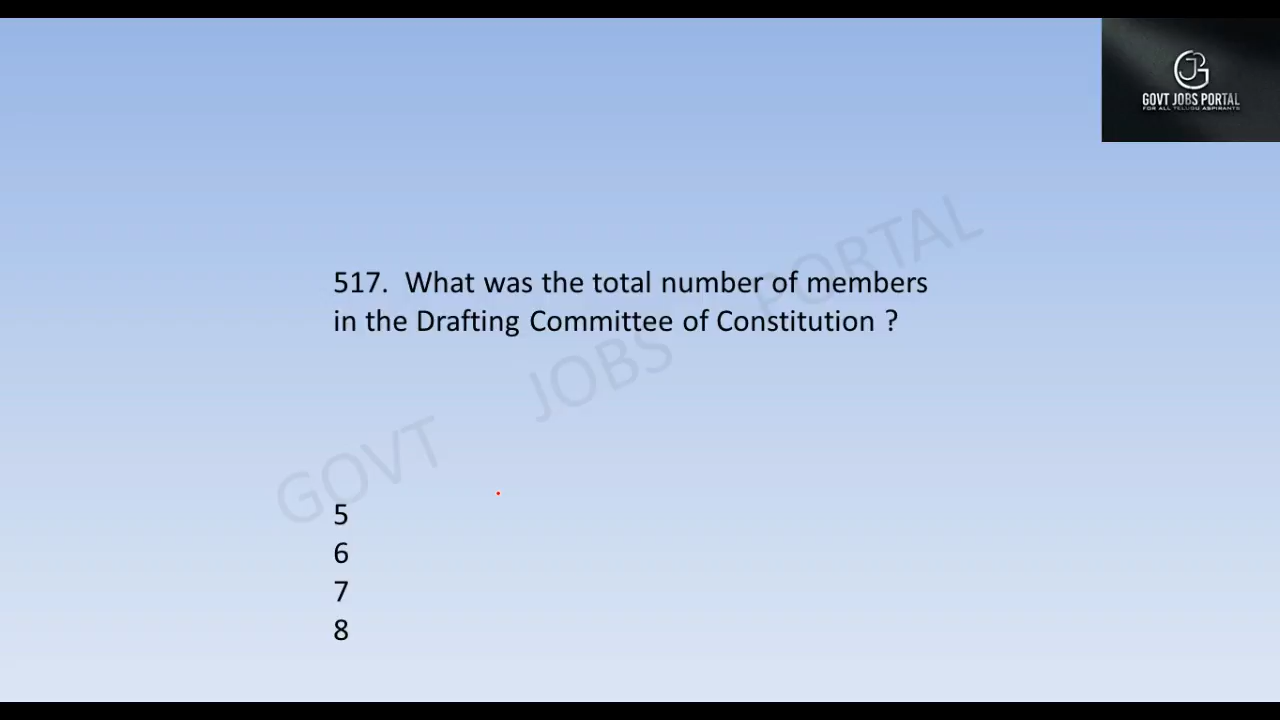 GOVT JOBS PORTAL
FOR ALL TELUGU ASPIRANTS
517.  What was the total number of members
in the Drafting Committee of Constitution ?
GOVT JOBS PORTAL
5
6
7
8